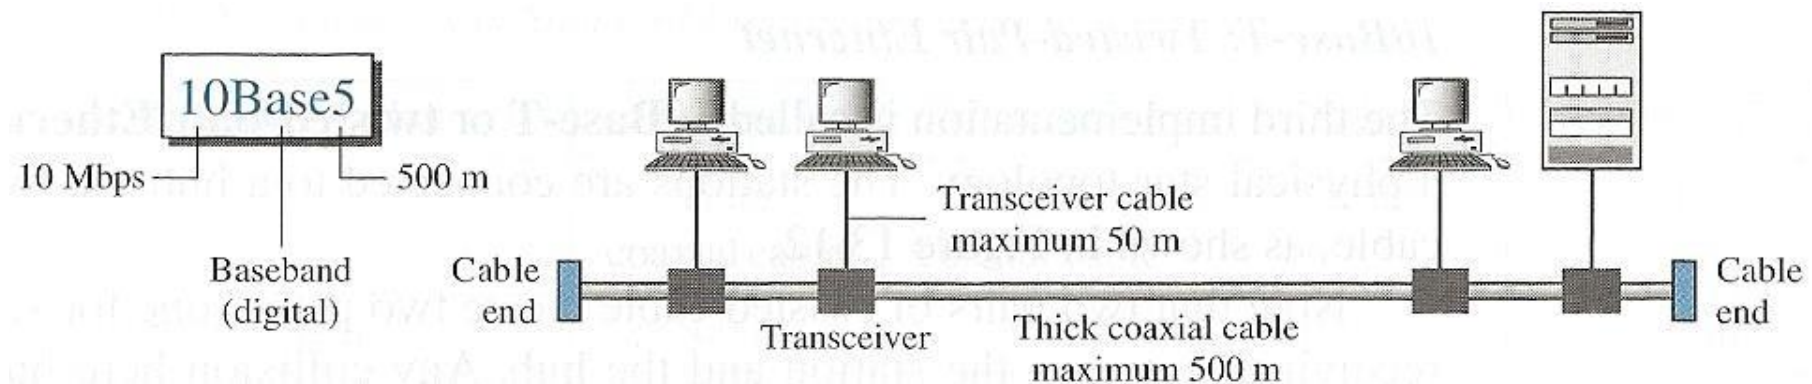 10Base5
10 Mbps
500 m
Baseband
(digital)
Cable
end
Transceiver cable
maximum 50 m
Transceiver
Thick coaxial cable
maximum 500 m
Cable
end